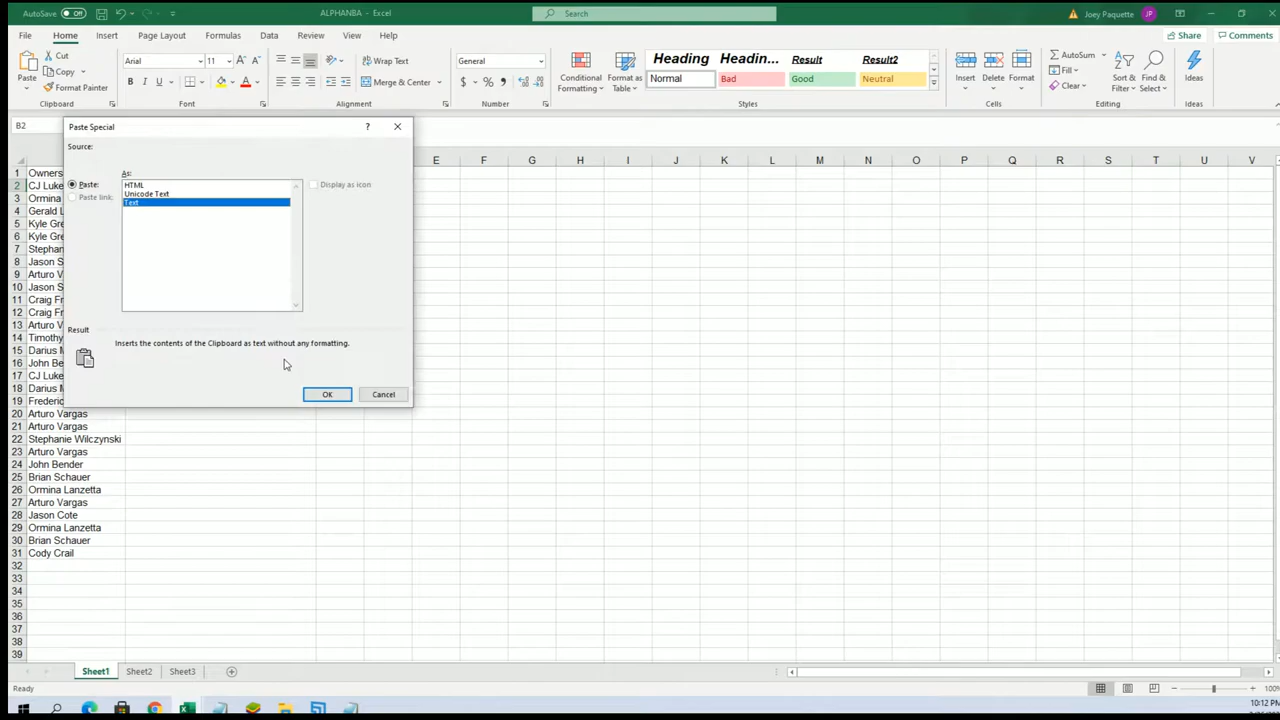 AutoSave Off
ALPHANBA - Excel
Search
Joey Paquette JP
File Home Insert Page Layout Formulas Data Review View Help
Share Comments
Paste
Cut
Copy
Format Painter
Clipboard
Arial 11
B I U
Font
Wrap Text
Merge & Center
Alignment
General
Number
Conditional Formatting
Format as Table
Heading Headin... Result Result2
Normal Bad Good Neutral
Styles
Insert Delete Format
Cells
AutoSum
Fill
Clear
Sort & Filter
Find & Select
Editing
Ideas
Ideas
B2
Paste Special ?
Source:
As:
Paste:
Paste link:
HTML
Unicode Text
Text
Display as icon
Result
Inserts the contents of the Clipboard as text without any formatting.
OK Cancel
E F G H I J K L M N O P Q R S T U V
1 Owners
2 CJ Luke
3 Ormina
4 Gerald L
5 Kyle Gre
6 Kyle Gre
7 Stephan
8 Jason S
9 Arturo V
10 Jason S
11 Craig Fr
12 Craig Fr
13 Arturo V
14 Timothy
15 Darius M
16 John Be
17 CJ Luke
18 Darius M
19 Frederic
20 Arturo Vargas
21 Arturo Vargas
22 Stephanie Wilczynski
23 Arturo Vargas
24 John Bender
25 Brian Schauer
26 Ormina Lanzetta
27 Arturo Vargas
28 Jason Cote
29 Ormina Lanzetta
30 Brian Schauer
31 Cody Crail
32
33
34
35
36
37
38
39
Sheet1 Sheet2 Sheet3
Ready
100%
10:12 PM